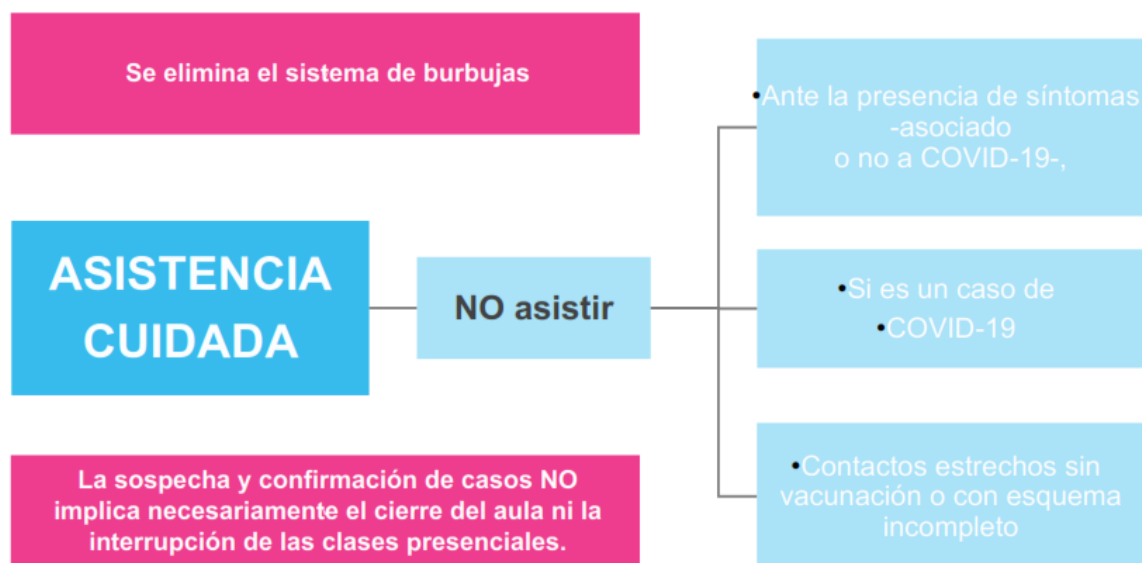 Se elimina el sistema de burbujas
ASISTENCIA
CUIDADA
NO asistir
•Ante la presencia de síntomas
-asociado
o no a COVID-19-,
•Si es un caso de
•COVID-19
•Contactos estrechos sin
vacunación o con esquema
incompleto
La sospecha y confirmación de casos NO
implica necesariamente el cierre del aula ni la
interrupción de las clases presenciales.